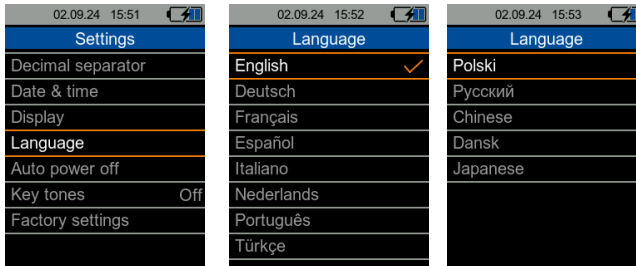 02.09.24 15:51
Settings
Decimal separator
Date & time
Display
Language
Auto power off
Key tones Off
Factory settings
02.09.24 15:52
Language
English
Deutsch
Français
Español
Italiano
Nederlands
Português
Türkçe
02.09.24 15:53
Language
Polski
Русский
Chinese
Dansk
Japanese